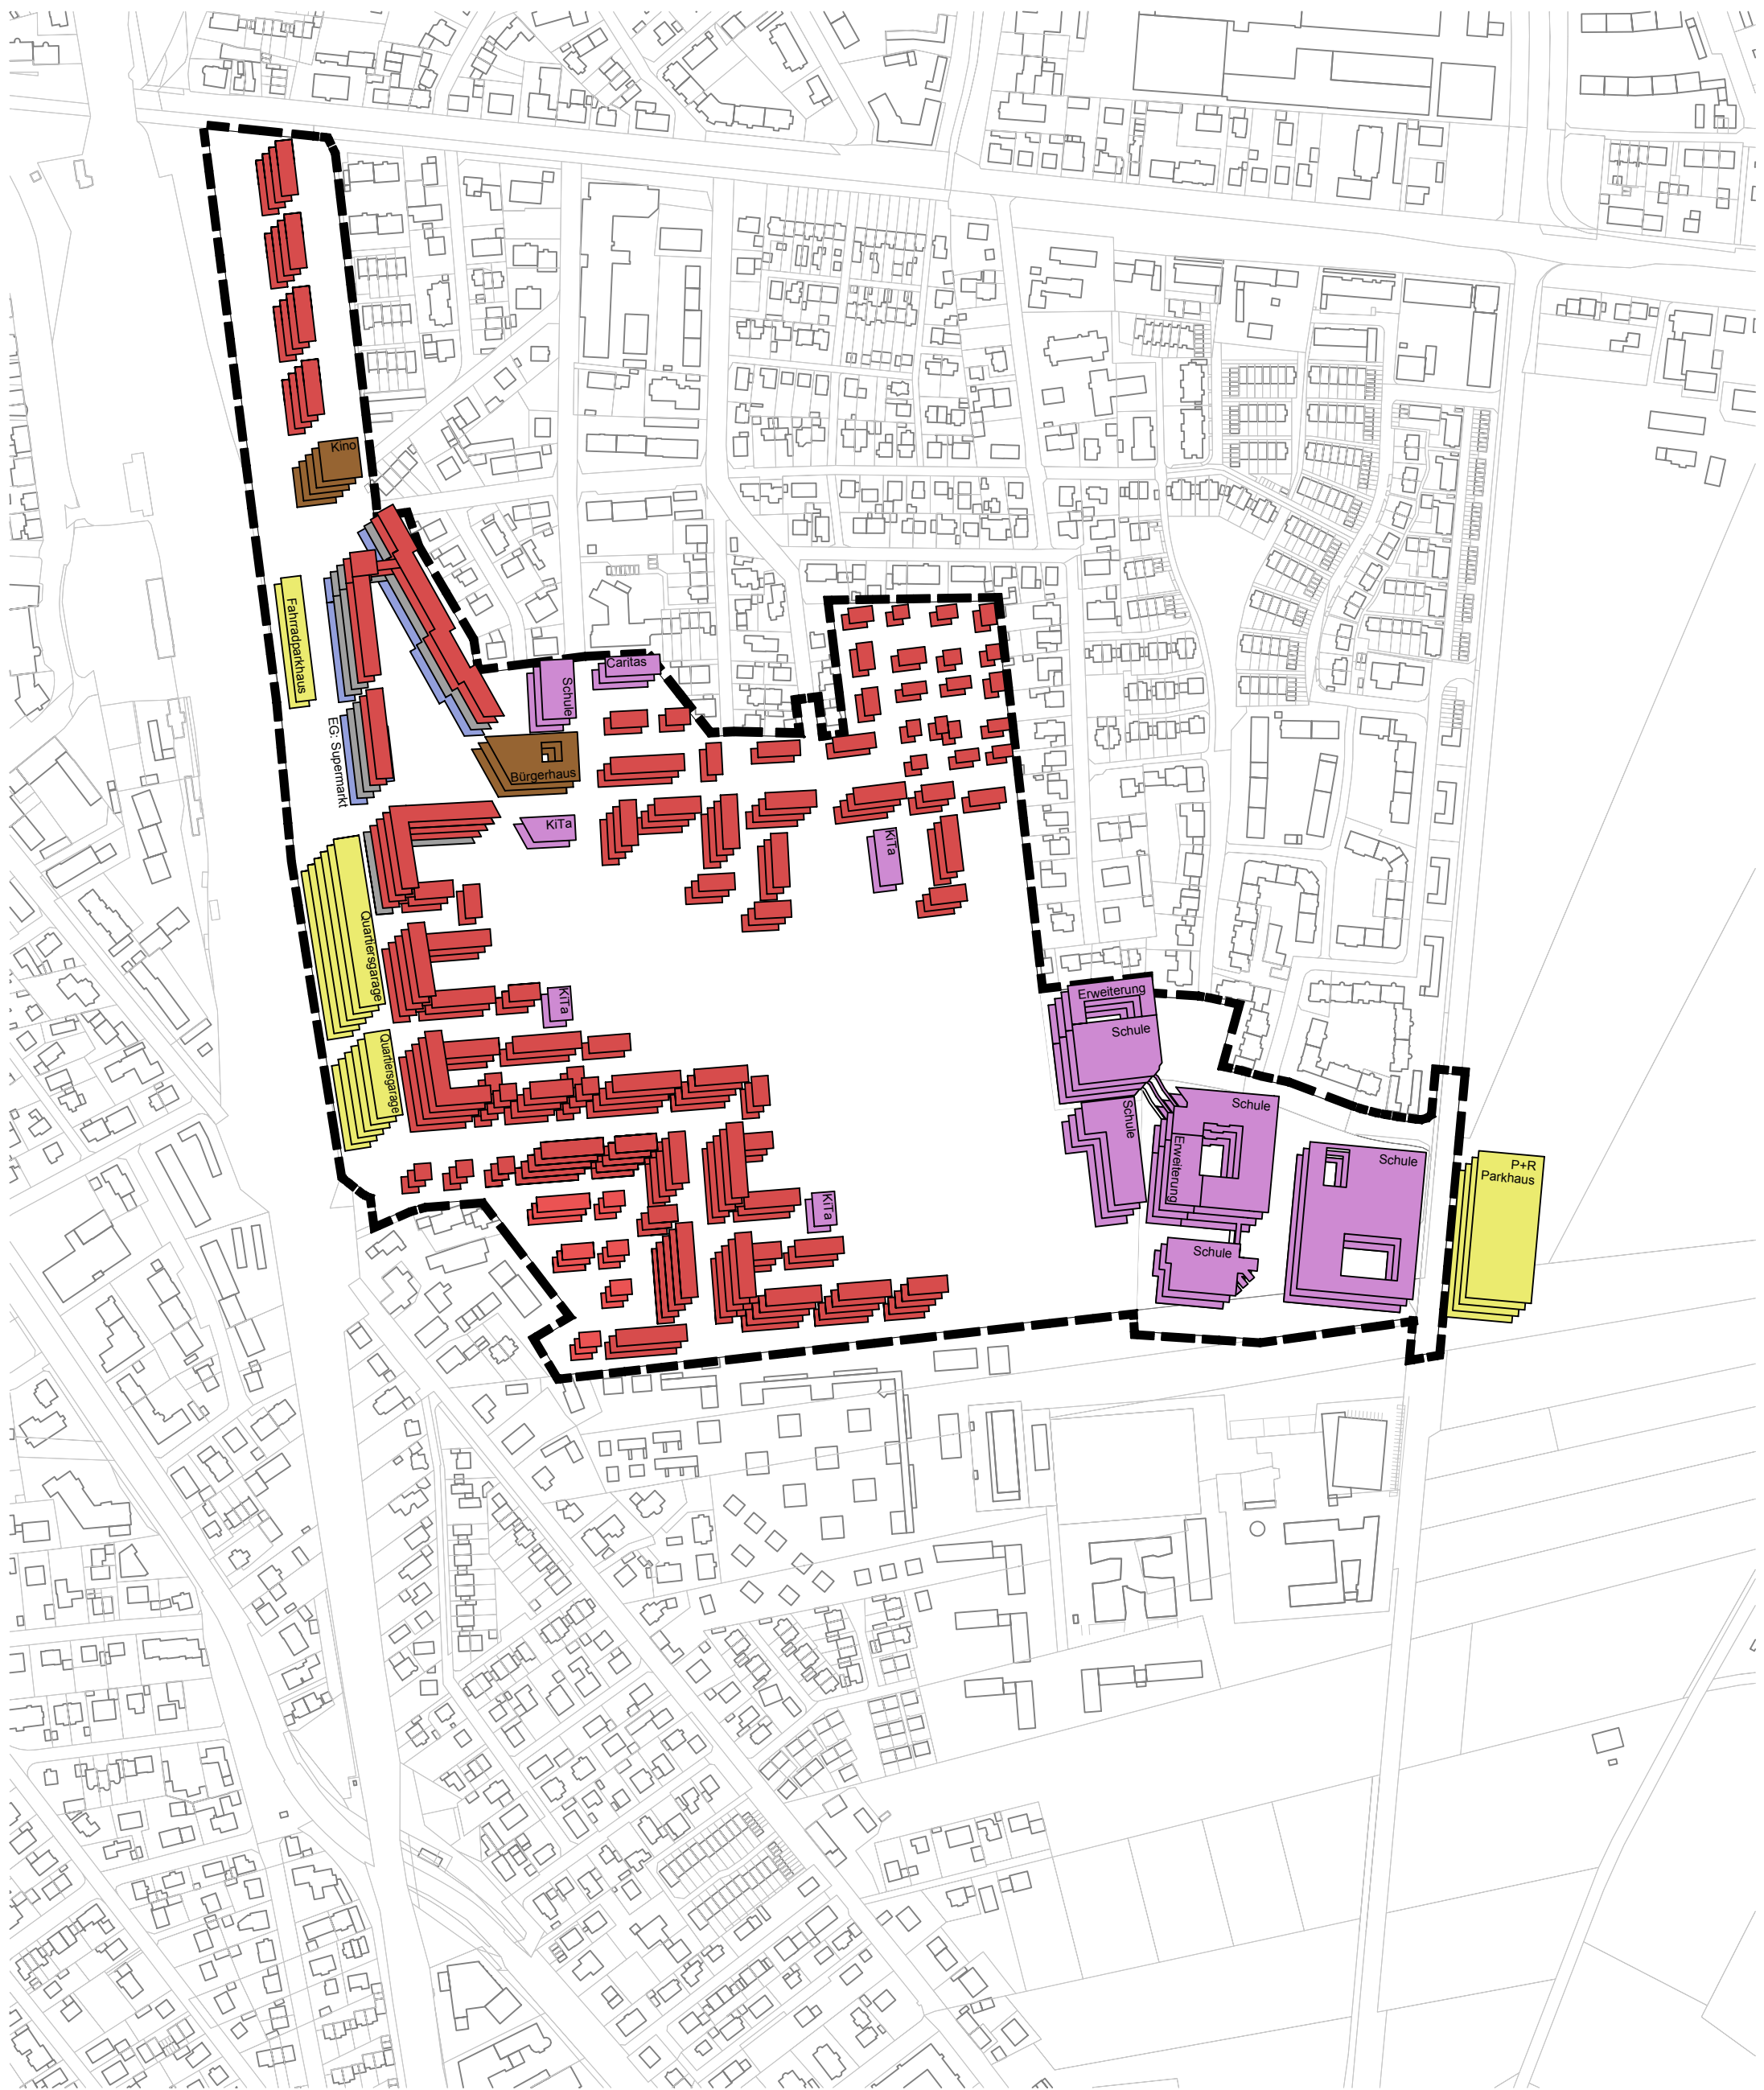 Kino
Fahrradparkhaus
Caritas
Schule
EG: Supermarkt
Bürgerhaus
KiTa
KiTa
Quartiersgarage
KiTa
Erweiterung
Schule
Quartiersgarage
Schule
Schule
Erweiterung
Schule
P+R
Parkhaus
KiTa
Schule